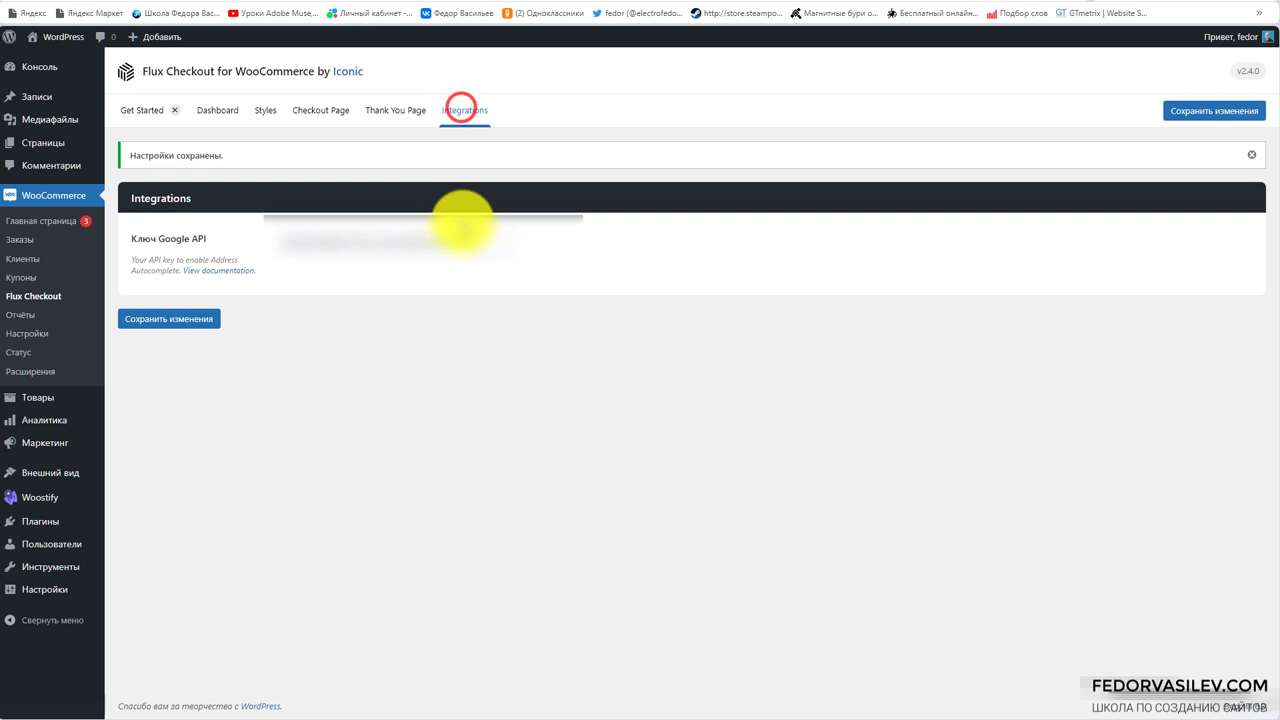 Яндекс
Яндекс Маркет
Школа Федора Вас...
Уроки Adobe Muse,...
Личный кабинет -...
Федор Васильев
(2) Одноклассники
fedor (@electrofedo...
http://store.steampo...
Магнитные бури о...
Бесплатный онлайн...
Подбор слов
GTmetrix | Website S...
»
WordPress
0
Добавить
Привет, fedor
Консоль
Записи
Медиафайлы
Страницы
Комментарии
WooCommerce
Главная страница 3
Заказы
Клиенты
Купоны
Flux Checkout
Отчёты
Настройки
Статус
Расширения
Товары
Аналитика
Маркетинг
Внешний вид
Woostify
Плагины
Пользователи
Инструменты
Настройки
Свернуть меню
Flux Checkout for WooCommerce by Iconic
v2.4.0
Get Started
Dashboard
Styles
Checkout Page
Thank You Page
Integrations
Сохранить изменения
Настройки сохранены.
Integrations
Ключ Google API
Your API key to enable Address
Autocomplete. View documentation.
Сохранить изменения
Спасибо вам за творчество с WordPress.
FEDORVASILEV.COM
ШКОЛА ПО СОЗДАНИЮ САЙТОВ